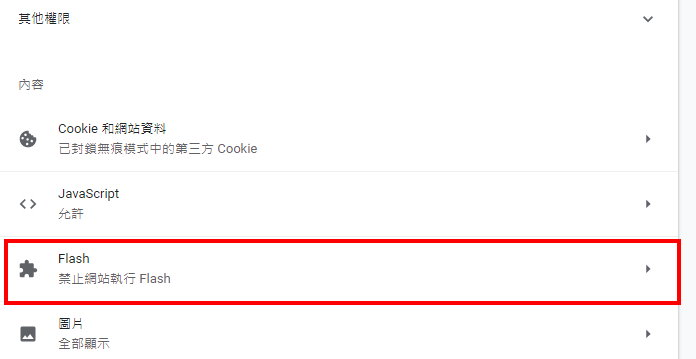 其他權限
內容
Cookie 和網站資料
已封鎖無痕模式中的第三方 Cookie
JavaScript
允許
Flash
禁止網站執行 Flash
圖片
全部顯示